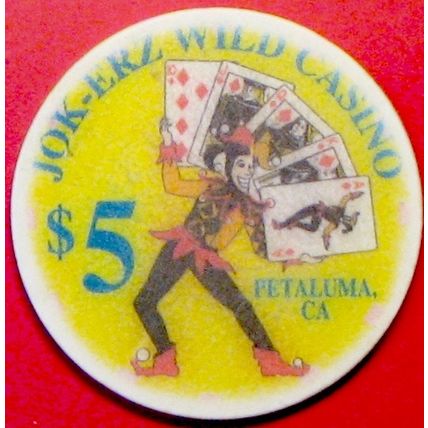 JOK-ERZ WILD CASINO
$5
PETALUMA,
CA